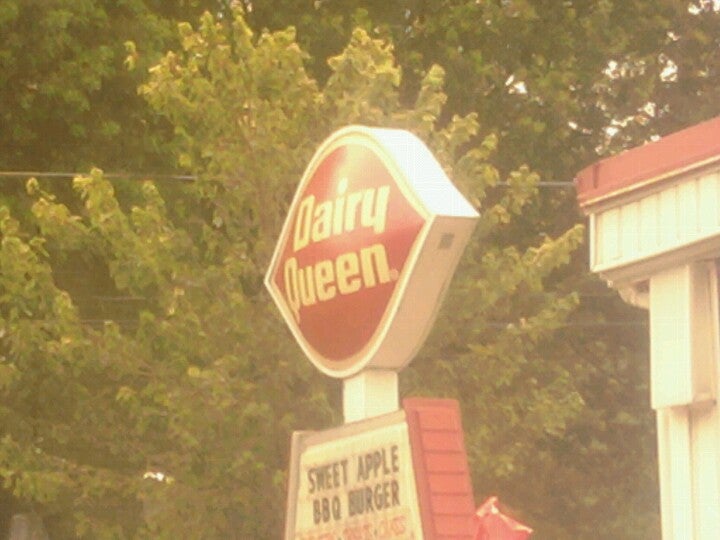 Dairy
Queen®
SWEET APPLE
BBQ BURGER